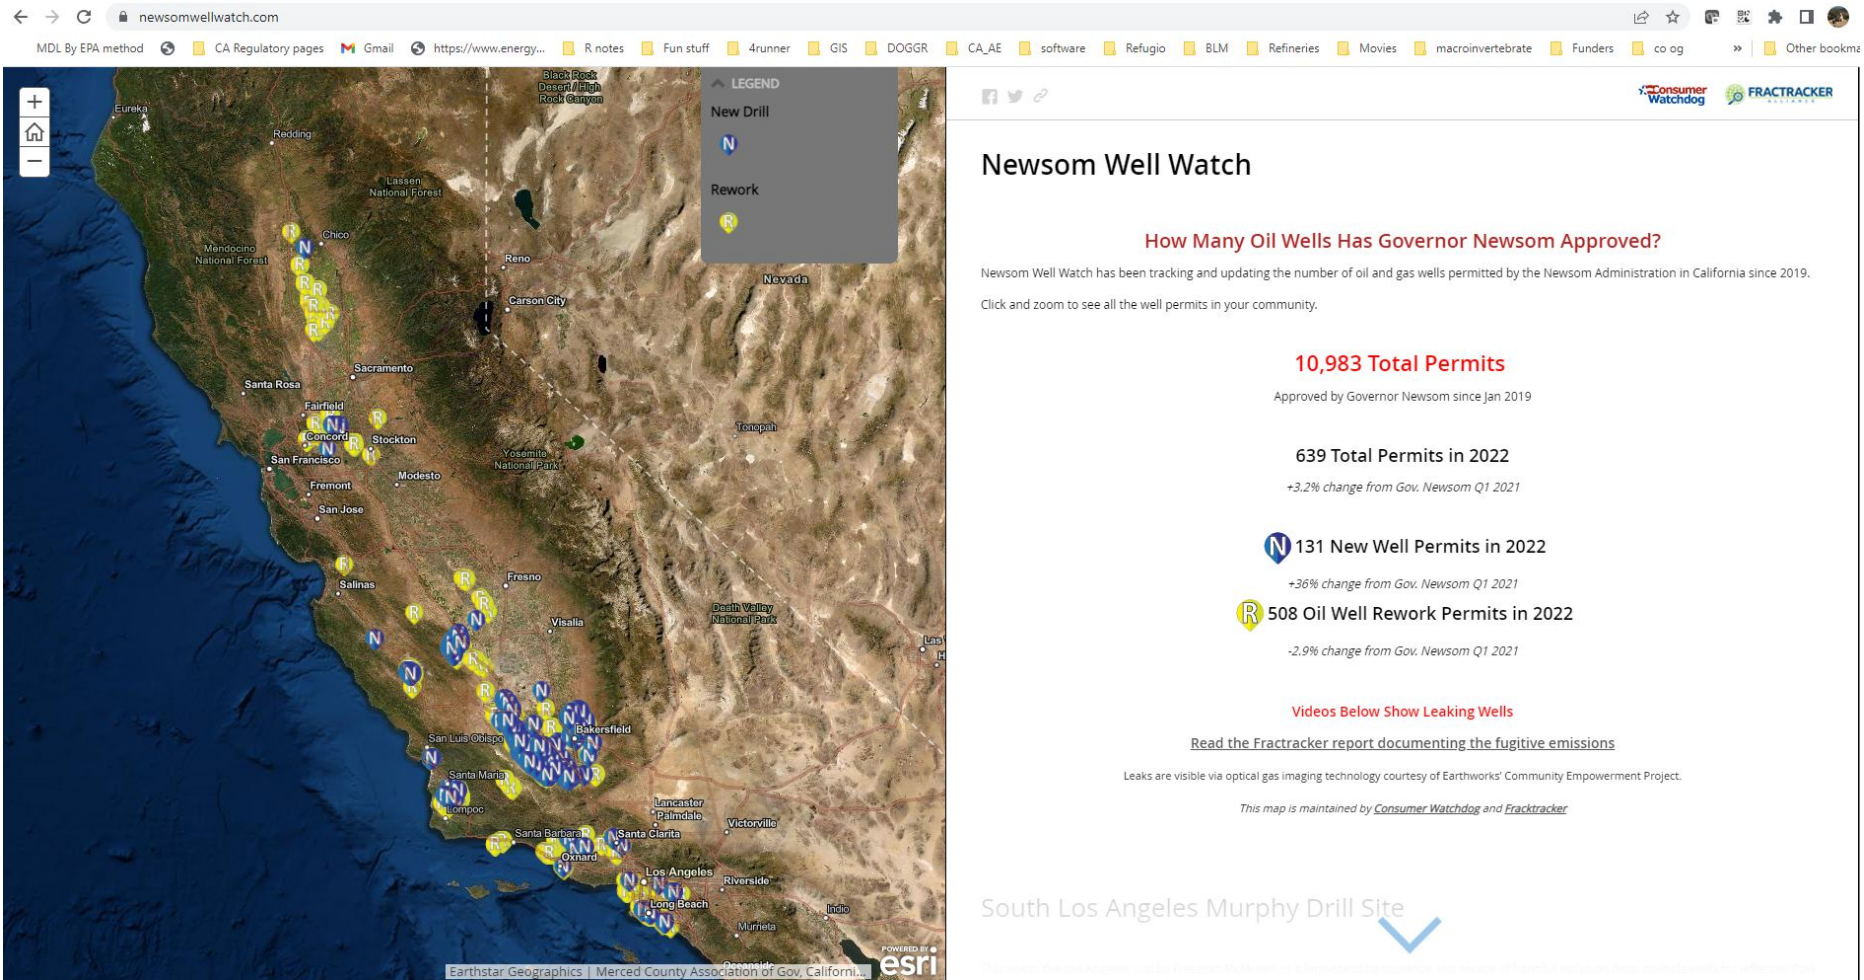 newsomwellwatch.com
MDL By EPA method CA Regulatory pages Gmail https://www.energy... R notes Fun stuff 4runner GIS DOGGR CA_AE software Refugio BLM Refineries Movies macroinvertebrate Funders co og » Other bookma
LEGEND
New Drill
N
Rework
R
Black Rock
Desert / High
Rock Canyon
Eureka
Redding
Lassen
National Forest
Chico
Mendocino
National Forest
Reno
Nevada
Carson City
Sacramento
Santa Rosa
Fairfield
Concord
Stockton
San Francisco
Tonopah
Yosemite
National Park
Modesto
Fremont
San Jose
Salinas
Fresno
Death Valley
National Park
Visalia
Las
Bakersfield
San Luis Obispo
Santa Maria
Lompoc
Lancaster
Palmdale
Victorville
Santa Barbara
Santa Clarita
Oxnard
Los Angeles
Riverside
Long Beach
Indio
Murrieta
Oceanside
POWERED BY
esri
Earthstar Geographics | Merced County Association of Gov, Californi...
Consumer
Watchdog
FRACTRACKER
ALLIANCE
Newsom Well Watch
How Many Oil Wells Has Governor Newsom Approved?
Newsom Well Watch has been tracking and updating the number of oil and gas wells permitted by the Newsom Administration in California since 2019.
Click and zoom to see all the well permits in your community.
10,983 Total Permits
Approved by Governor Newsom since Jan 2019
639 Total Permits in 2022
+3.2% change from Gov. Newsom Q1 2021
N 131 New Well Permits in 2022
+36% change from Gov. Newsom Q1 2021
R 508 Oil Well Rework Permits in 2022
-2.9% change from Gov. Newsom Q1 2021
Videos Below Show Leaking Wells
Read the Fractracker report documenting the fugitive emissions
Leaks are visible via optical gas imaging technology courtesy of Earthworks' Community Empowerment Project.
This map is maintained by Consumer Watchdog and Fracktracker
South Los Angeles Murphy Drill Site